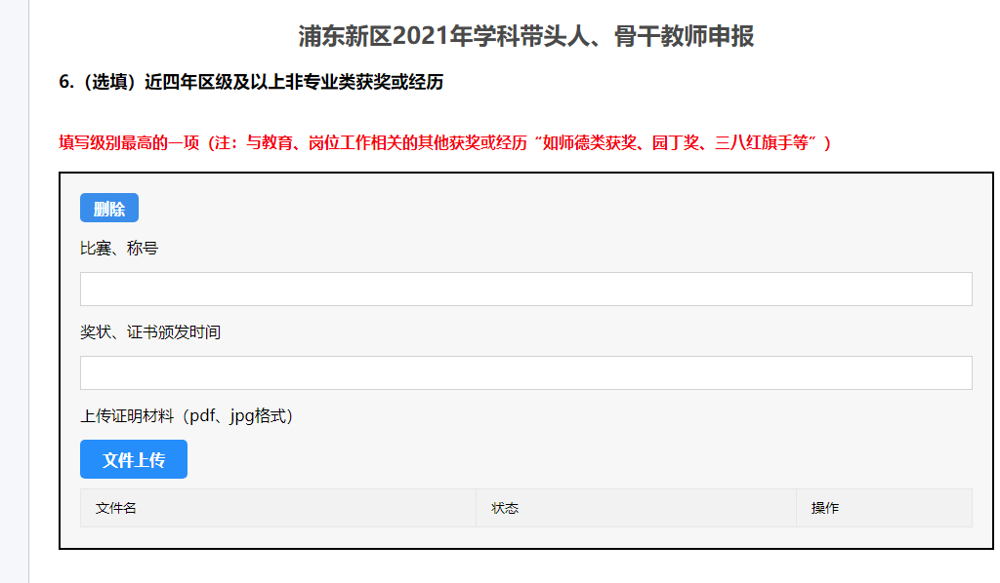 浦东新区2021年学科带头人、骨干教师申报
6.（选填）近四年区级及以上非专业类获奖或经历
填写级别最高的一项（注：与教育、岗位工作相关的其他获奖或经历“如师德类获奖、园丁奖、三八红旗手等”）
删除
比赛、称号
奖状、证书颁发时间
上传证明材料（pdf、jpg格式）
文件上传
文件名 状态 操作